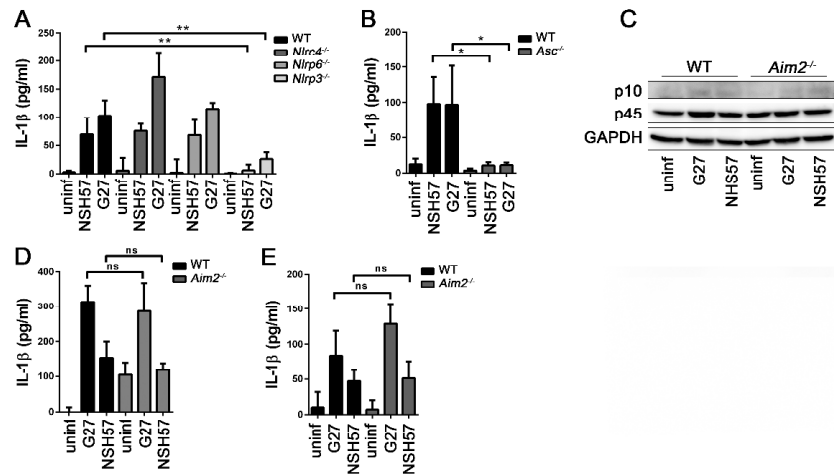 A
WT
Nlrc4-/-
Nlrp6-/-
Nlrp3-/-
**
**
IL-1β (pg/ml)
250
200
150
100
50
0
uninf
NSH57
G27
uninf
NSH57
G27
uninf
NSH57
G27
uninf
NSH57
G27
B
WT
Asc-/-
*
*
IL-1β (pg/ml)
200
150
100
50
0
uninf
NSH57
G27
uninf
NSH57
G27
C
WT
Aim2-/-
p10
p45
GAPDH
uninf
G27
NHS57
uninf
G27
NSH57
D
WT
Aim2-/-
ns
ns
IL-1β (pg/ml)
400
300
200
100
0
uninf
G27
NSH57
uninf
G27
NSH57
E
WT
Aim2-/-
ns
ns
IL-1β (pg/ml)
200
150
100
50
0
uninf
G27
NSH57
uninf
G27
NSH57